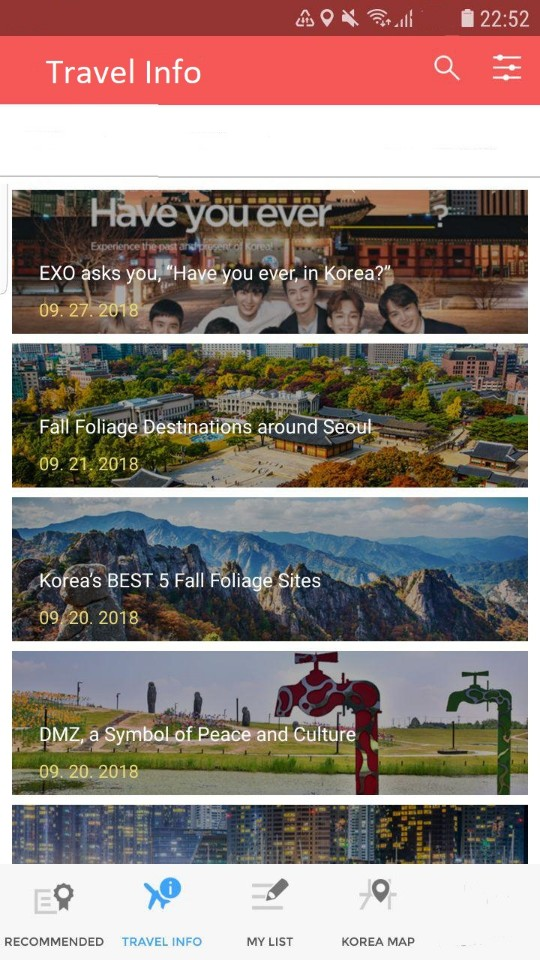 22:52
Travel Info
Have you ever ?
Experience the past and present of Korea!
EXO asks you, “Have you ever, in Korea?”
09. 27. 2018
Fall Foliage Destinations around Seoul
09. 21. 2018
Korea's BEST 5 Fall Foliage Sites
09. 20. 2018
DMZ, a Symbol of Peace and Culture
09. 20. 2018
RECOMMENDED
TRAVEL INFO
MY LIST
KOREA MAP